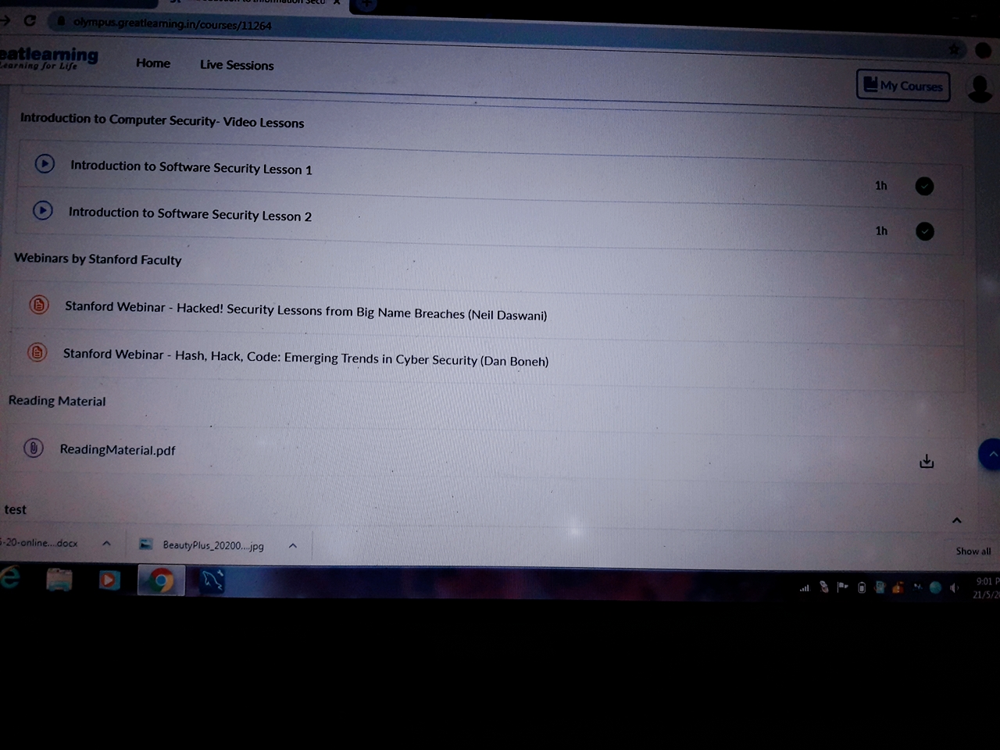 olympus.greatlearning.in/courses/11264
eatlearning
Learning for Life
Home
Live Sessions
My Courses
Introduction to Computer Security- Video Lessons
Introduction to Software Security Lesson 1
1h
Introduction to Software Security Lesson 2
1h
Webinars by Stanford Faculty
Stanford Webinar - Hacked! Security Lessons from Big Name Breaches (Neil Daswani)
Stanford Webinar - Hash, Hack, Code: Emerging Trends in Cyber Security (Dan Boneh)
Reading Material
ReadingMaterial.pdf
test
-20-online....docx
BeautyPlus_20200....jpg
Show all
9:01 P
21/5/2